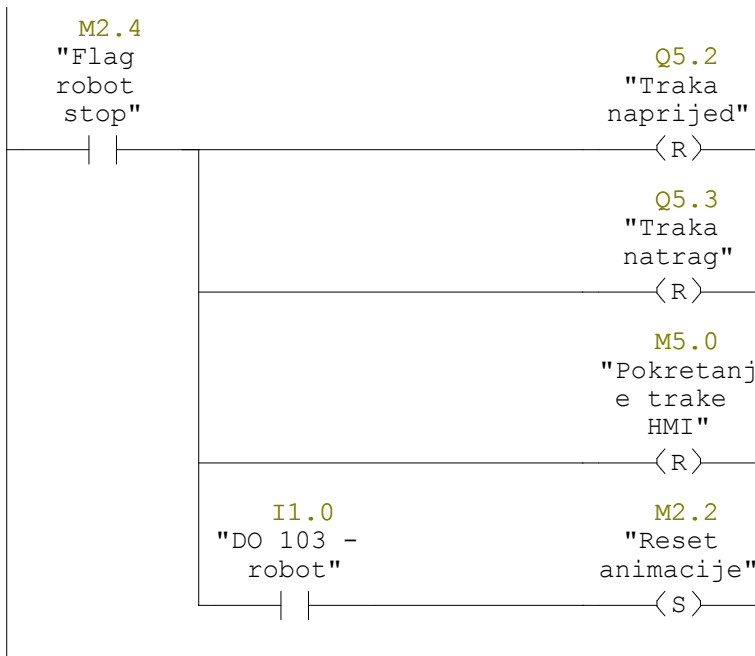 M2.4
"Flag
robot
stop"
Q5.2
"Traka
naprijed"
R
Q5.3
"Traka
natrag"
R
M5.0
"Pokretanj
e trake
HMI"
R
I1.0
"DO 103 -
robot"
M2.2
"Reset
animacije"
S